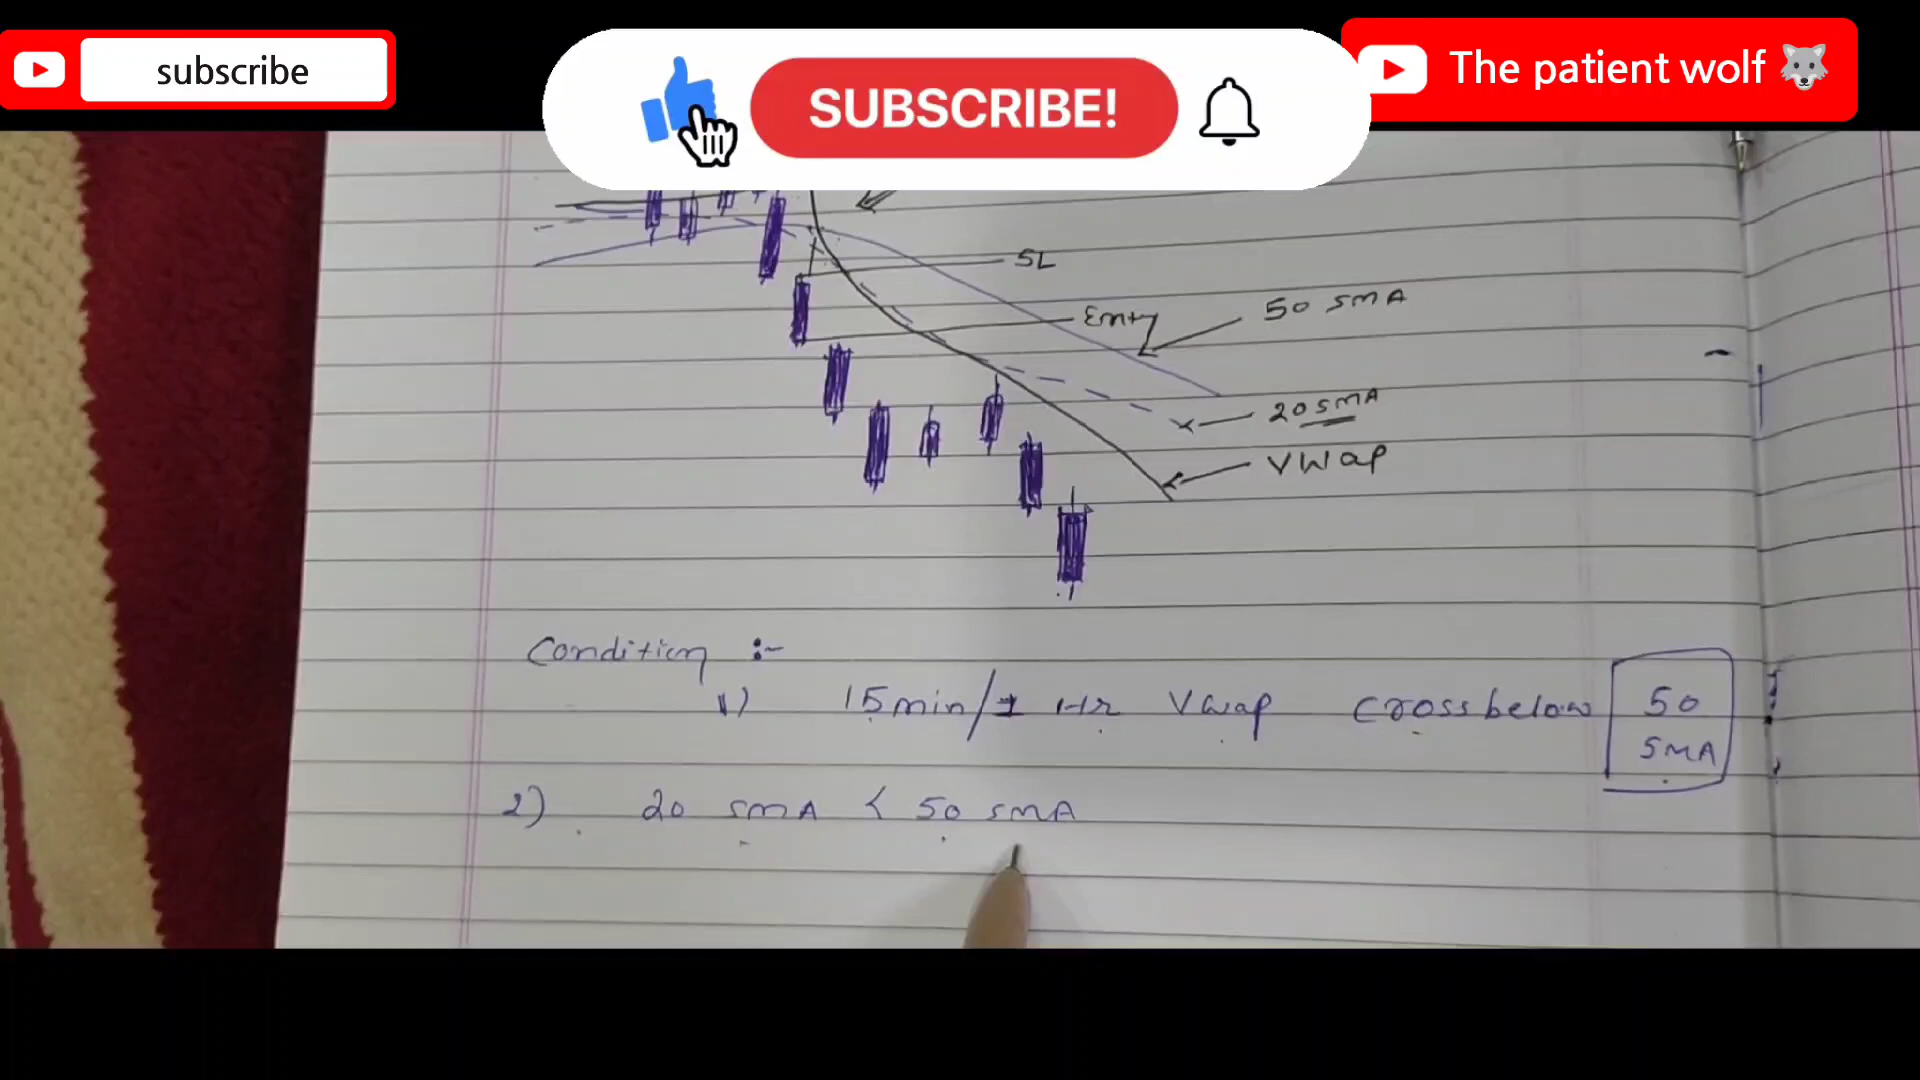 subscribe
SUBSCRIBE!
The patient wolf
SL
Entry
50 SMA
20 SMA
VWap
Condition :-
1) 15min/1 Hr Vwap Cross below 50
SMA
2) 20 SMA < 50 SMA